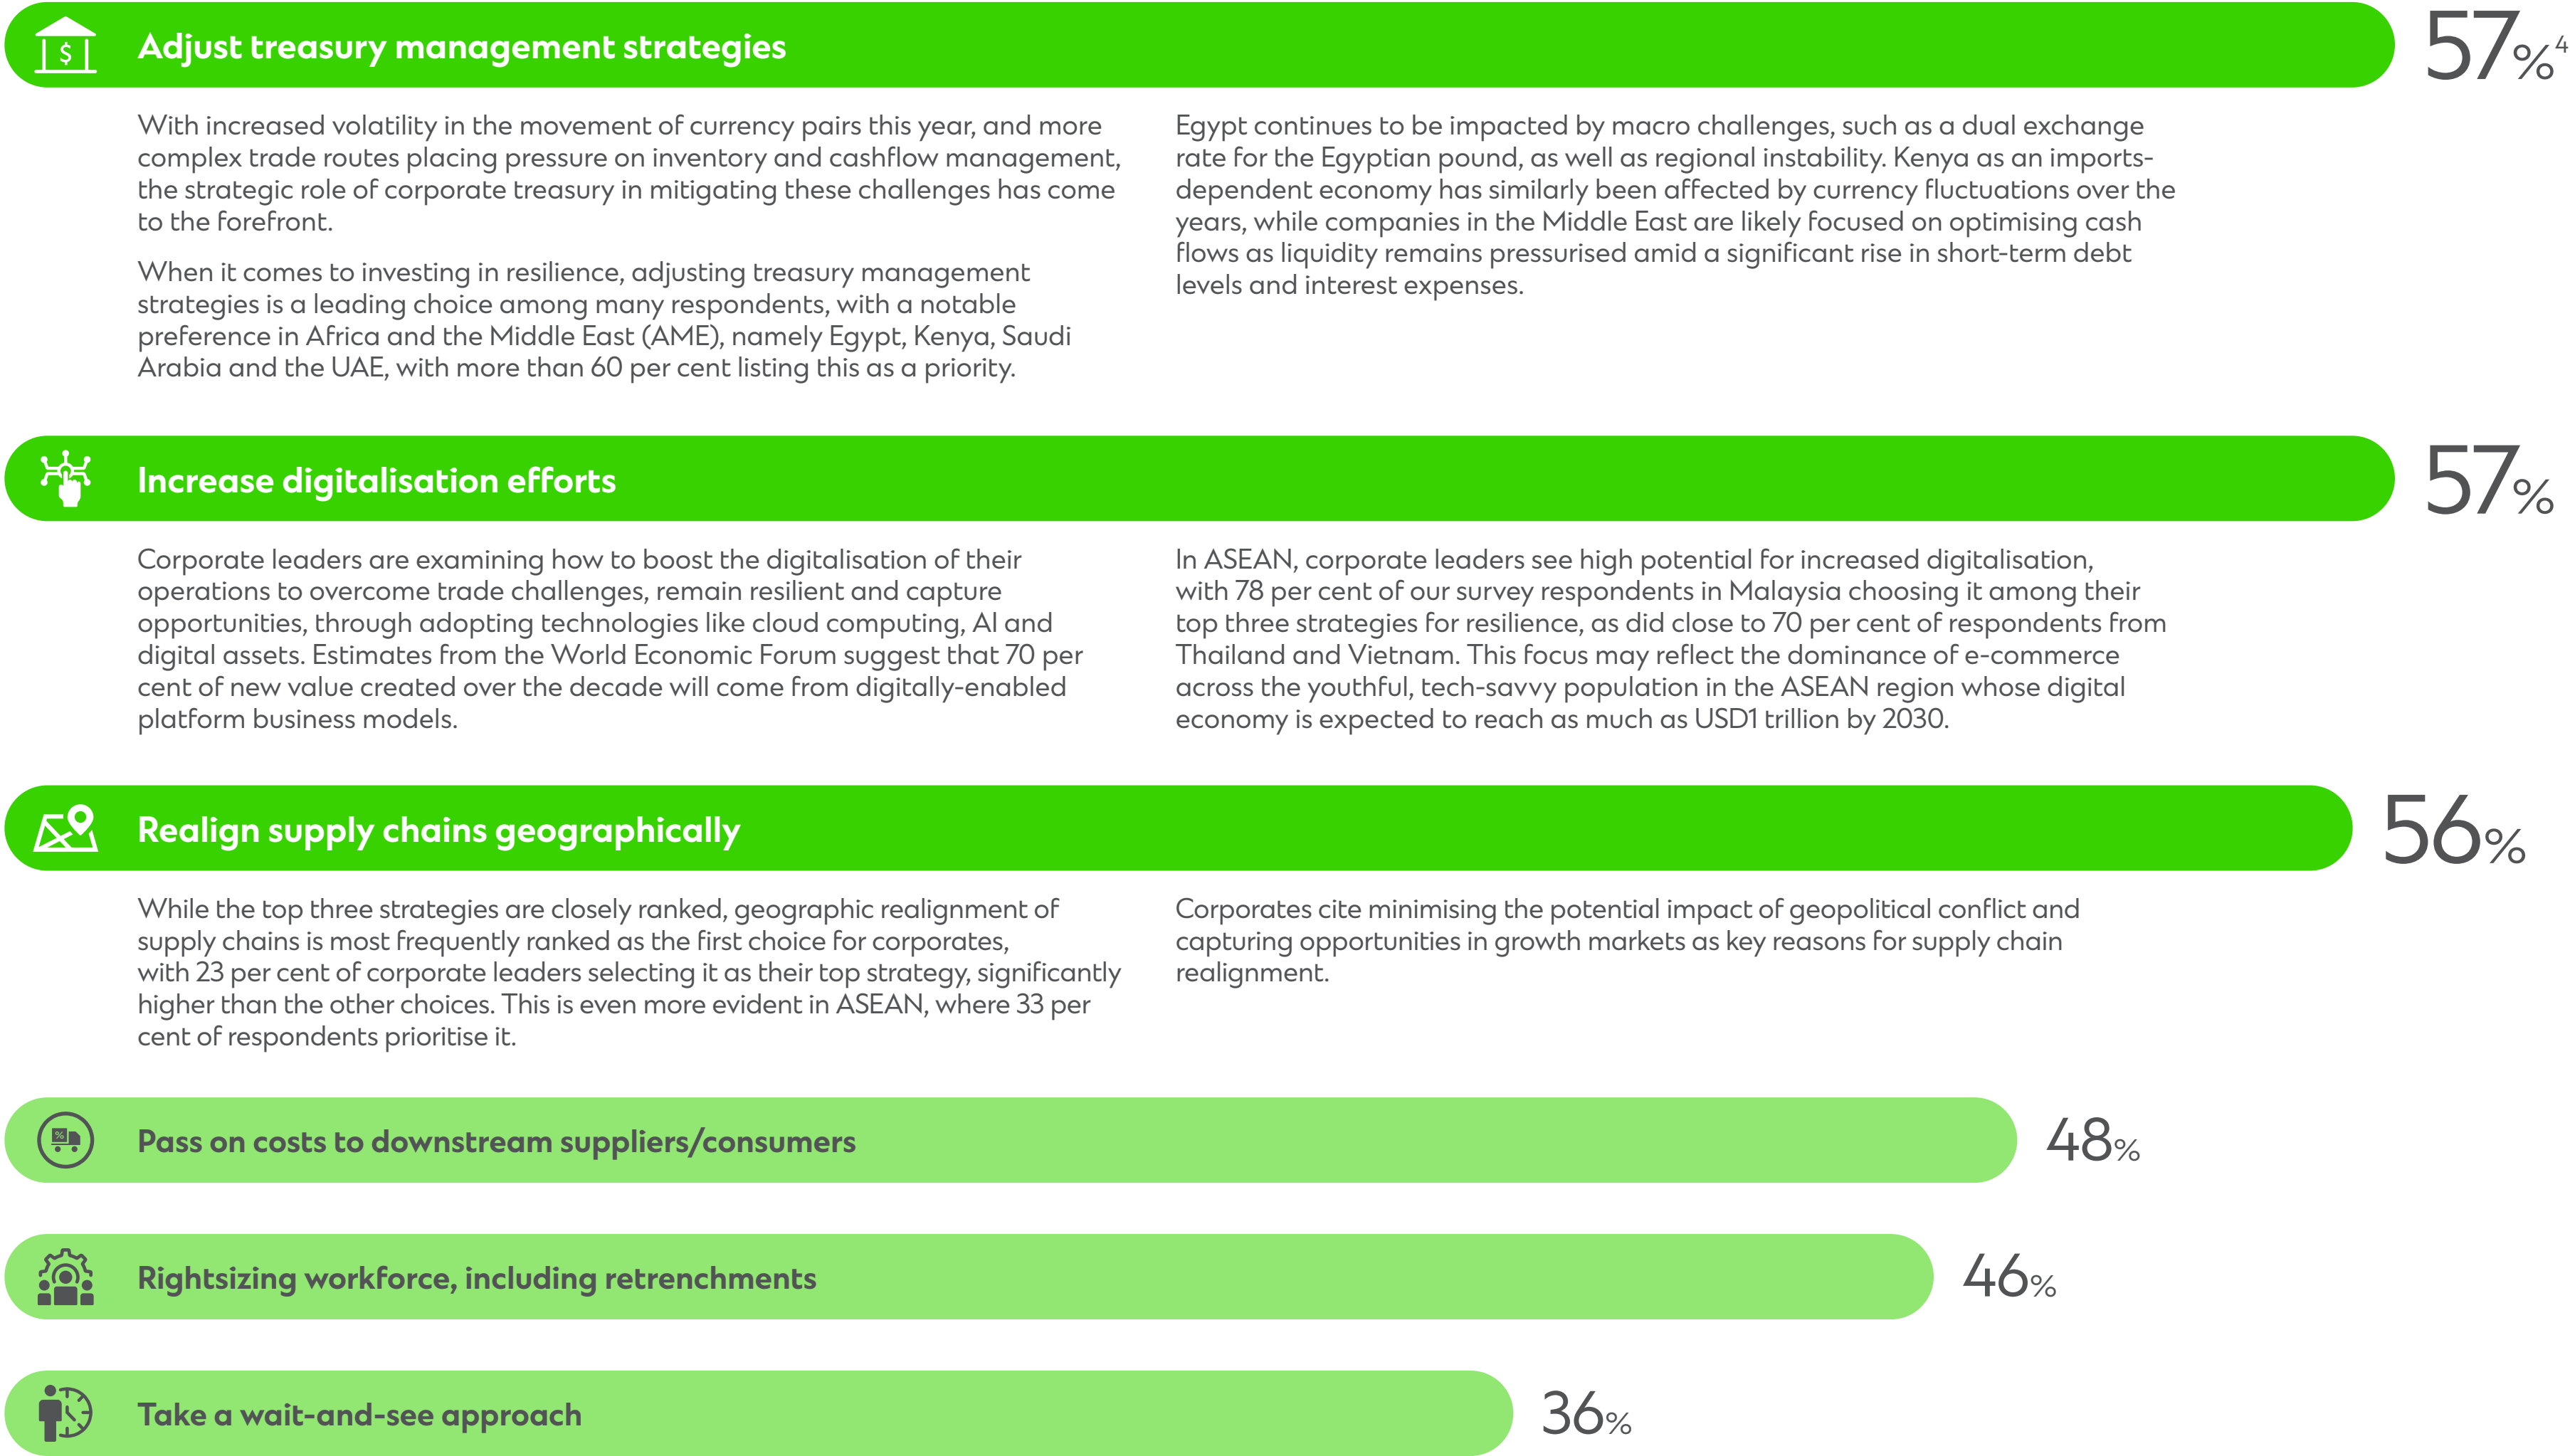 Adjust treasury management strategies
57%4
With increased volatility in the movement of currency pairs this year, and more
complex trade routes placing pressure on inventory and cashflow management,
the strategic role of corporate treasury in mitigating these challenges has come
to the forefront.
When it comes to investing in resilience, adjusting treasury management
strategies is a leading choice among many respondents, with a notable
preference in Africa and the Middle East (AME), namely Egypt, Kenya, Saudi
Arabia and the UAE, with more than 60 per cent listing this as a priority.
Egypt continues to be impacted by macro challenges, such as a dual exchange
rate for the Egyptian pound, as well as regional instability. Kenya as an imports-
dependent economy has similarly been affected by currency fluctuations over the
years, while companies in the Middle East are likely focused on optimising cash
flows as liquidity remains pressurised amid a significant rise in short-term debt
levels and interest expenses.
Increase digitalisation efforts
57%
Corporate leaders are examining how to boost the digitalisation of their
operations to overcome trade challenges, remain resilient and capture
opportunities, through adopting technologies like cloud computing, AI and
digital assets. Estimates from the World Economic Forum suggest that 70 per
cent of new value created over the decade will come from digitally-enabled
platform business models.
In ASEAN, corporate leaders see high potential for increased digitalisation,
with 78 per cent of our survey respondents in Malaysia choosing it among their
top three strategies for resilience, as did close to 70 per cent of respondents from
Thailand and Vietnam. This focus may reflect the dominance of e-commerce
across the youthful, tech-savvy population in the ASEAN region whose digital
economy is expected to reach as much as USD1 trillion by 2030.
Realign supply chains geographically
56%
While the top three strategies are closely ranked, geographic realignment of
supply chains is most frequently ranked as the first choice for corporates,
with 23 per cent of corporate leaders selecting it as their top strategy, significantly
higher than the other choices. This is even more evident in ASEAN, where 33 per
cent of respondents prioritise it.
Corporates cite minimising the potential impact of geopolitical conflict and
capturing opportunities in growth markets as key reasons for supply chain
realignment.
Pass on costs to downstream suppliers/consumers
48%
Rightsizing workforce, including retrenchments
46%
Take a wait-and-see approach
36%